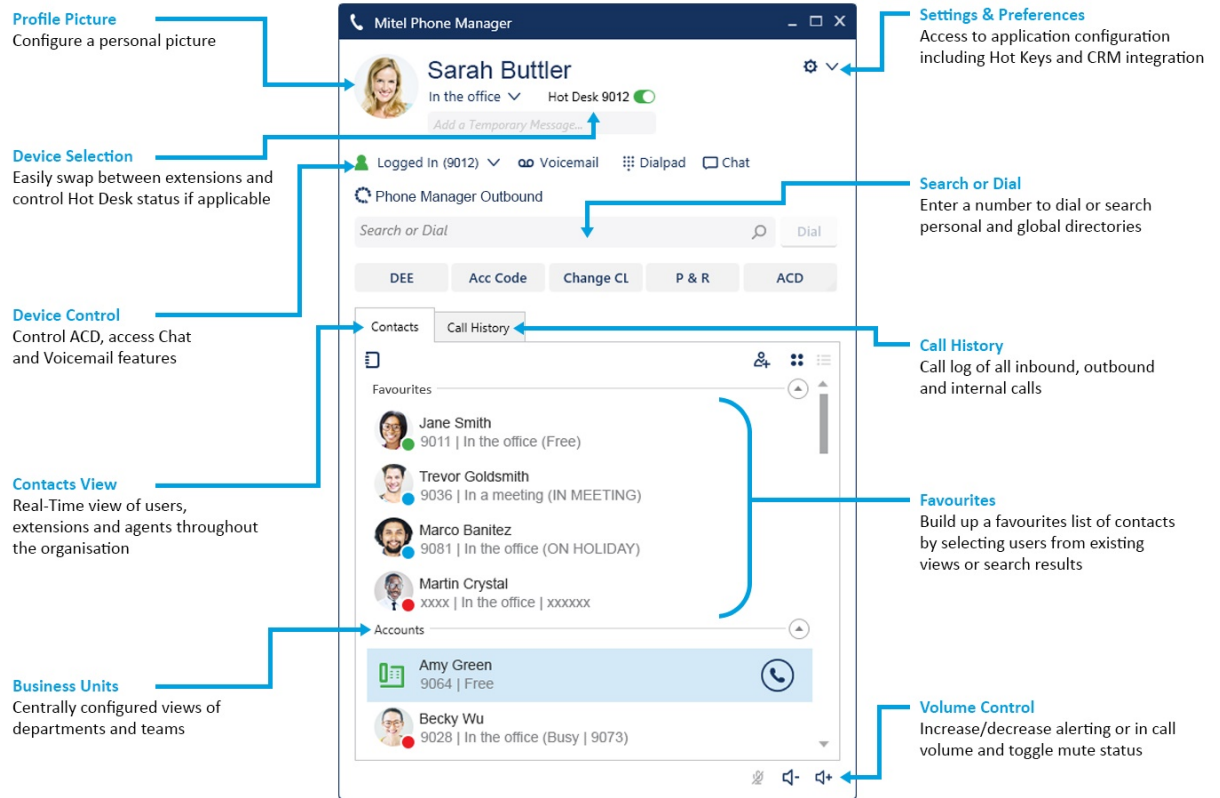 Profile Picture
Configure a personal picture
Device Selection
Easily swap between extensions and
control Hot Desk status if applicable
Device Control
Control ACD, access Chat
and Voicemail features
Contacts View
Real-Time view of users,
extensions and agents throughout
the organisation
Business Units
Centrally configured views of
departments and teams
Mitel Phone Manager
Sarah Buttler
In the office
Hot Desk 9012
Add a Temporary Message...
Logged In (9012)
Voicemail
Dialpad
Chat
Phone Manager Outbound
Search or Dial
Dial
DEE
Acc Code
Change CL
P & R
ACD
Contacts
Call History
Favourites
Jane Smith
9011 | In the office (Free)
Trevor Goldsmith
9036 | In a meeting (IN MEETING)
Marco Banitez
9081 | In the office (ON HOLIDAY)
Martin Crystal
xxxx | In the office | xxxxxx
Accounts
Amy Green
9064 | Free
Becky Wu
9028 | In the office (Busy | 9073)
Settings & Preferences
Access to application configuration
including Hot Keys and CRM integration
Search or Dial
Enter a number to dial or search
personal and global directories
Call History
Call log of all inbound, outbound
and internal calls
Favourites
Build up a favourites list of contacts
by selecting users from existing
views or search results
Volume Control
Increase/decrease alerting or in call
volume and toggle mute status